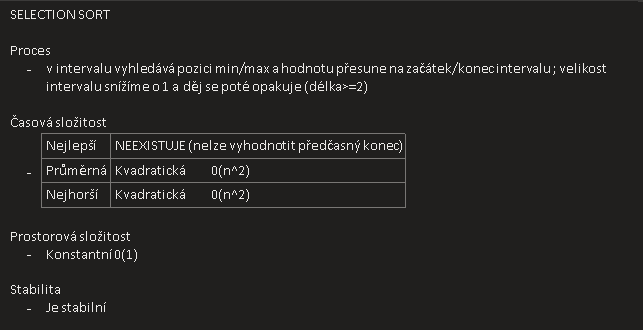 SELECTION SORT
Proces
- v intervalu vyhledává pozici min/max a hodnotu přesune na začátek/konec intervalu; velikost
intervalu snížíme o 1 a děj se poté opakuje (délka>=2)
Časová složitost
Nejlepší NEEXISTUJE (nelze vyhodnotit předčasný konec)
- Průměrná Kvadratická 0(n^2)
Nejhorší Kvadratická 0(n^2)
Prostorová složitost
- Konstantní 0(1)
Stabilita
- Je stabilní